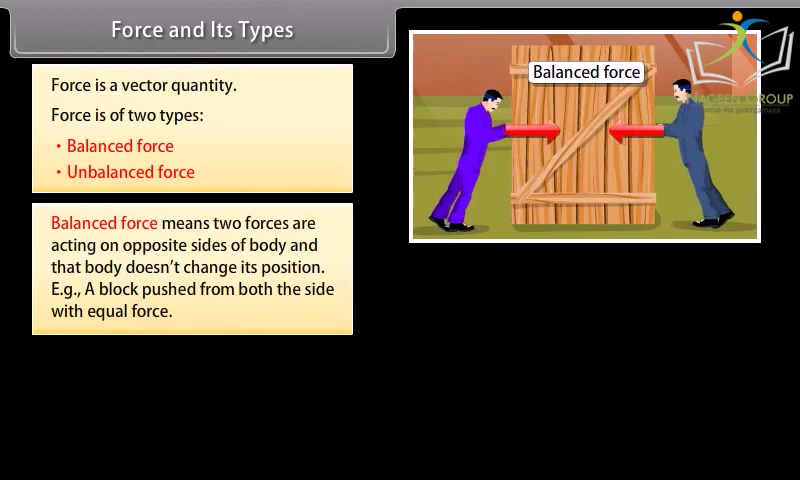 Force and Its Types
Force is a vector quantity.
Force is of two types:
• Balanced force
• Unbalanced force
Balanced force means two forces are
acting on opposite sides of body and
that body doesn't change its position.
E.g., A block pushed from both the side
with equal force.
Balanced force
NAGEEN GROUP